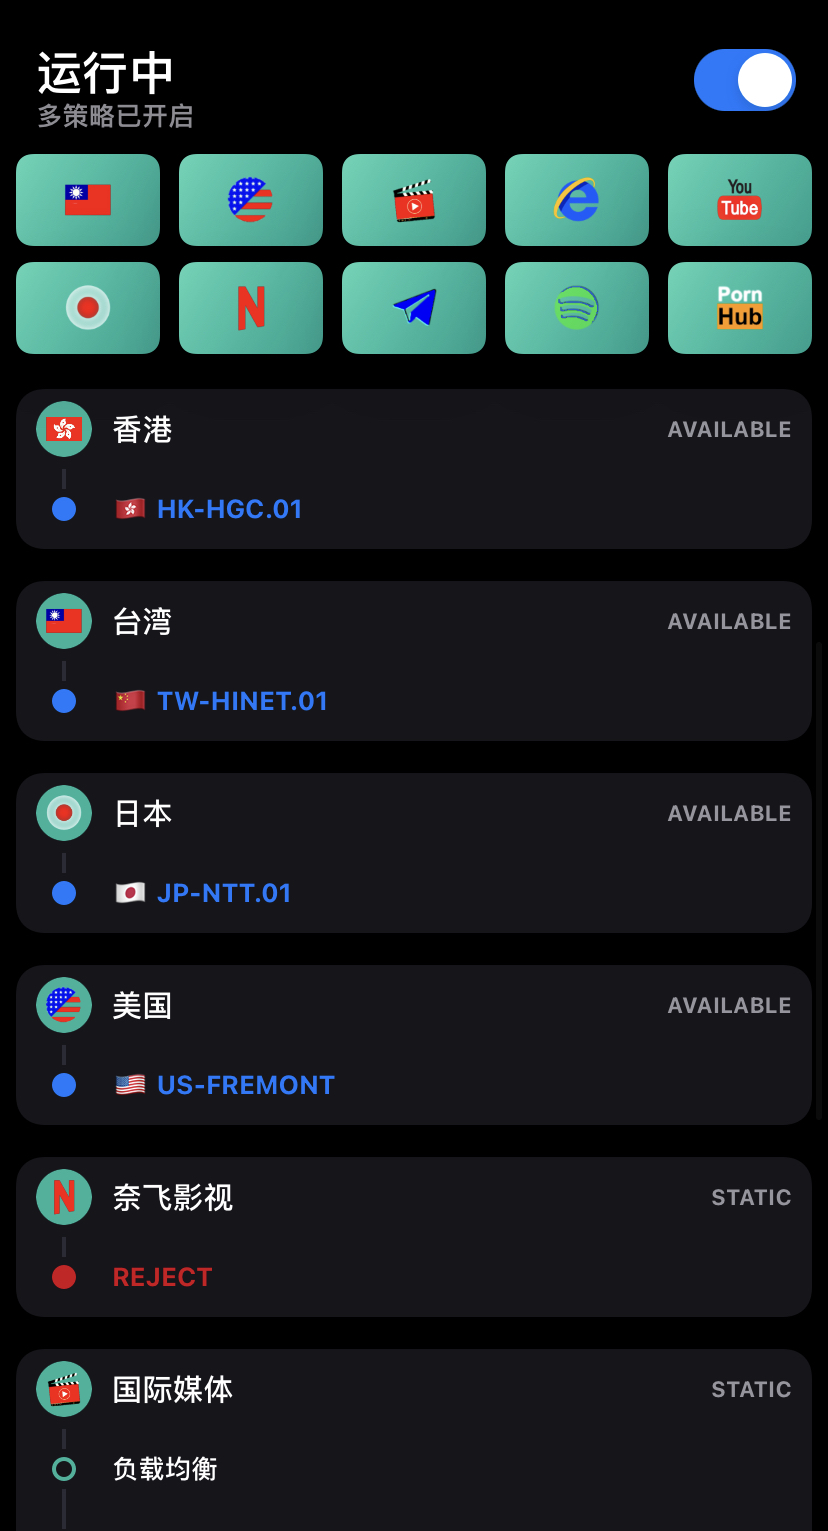 运行中
多策略已开启
You
Tube
N
Porn
Hub
香港
AVAILABLE
HK-HGC.01
台湾
AVAILABLE
TW-HINET.01
日本
AVAILABLE
JP-NTT.01
美国
AVAILABLE
US-FREMONT
N
奈飞影视
STATIC
REJECT
国际媒体
STATIC
负载均衡